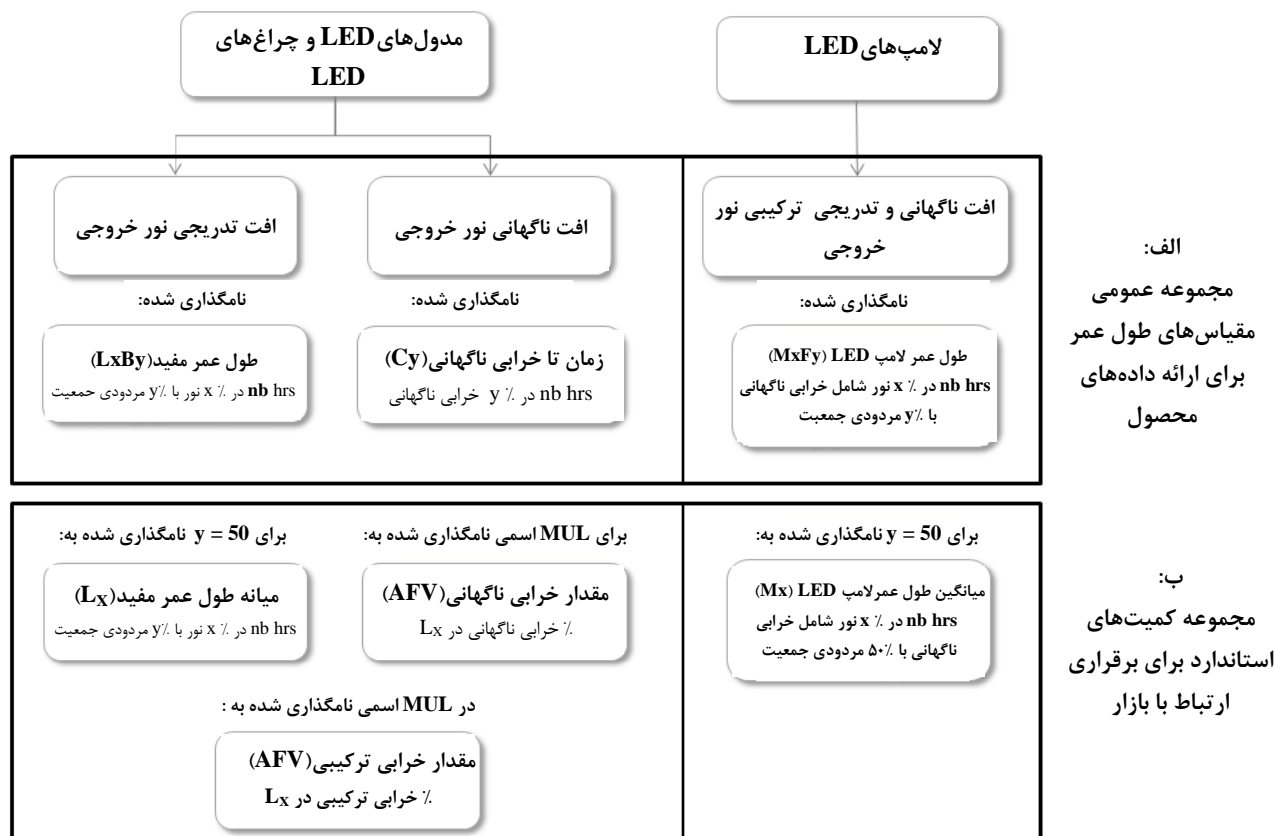 لامپ‌های LED
مدول‌های LED و چراغ‌های
LED
الف:
مجموعه عمومی
مقیاس‌های طول عمر
برای ارائه داده‌های
محصول
افت ناگهانی و تدریجی ترکیبی نور
خروجی
نامگذاری شده:
طول عمر لامپ LED (MxFy)
nb hrs در ٪ x نور شامل خرابی ناگهانی
با ٪y مردودی جمعیت
افت ناگهانی نور خروجی
نامگذاری شده:
زمان تا خرابی ناگهانی (Cy)
nb hrs در ٪ y خرابی ناگهانی
افت تدریجی نور خروجی
نامگذاری شده:
طول عمر مفید (LxBy)
nb hrs در ٪ x نور با ٪y مردودی جمعیت
ب:
مجموعه کمیت‌های
استاندارد برای برقراری
ارتباط با بازار
برای y = 50 نامگذاری شده به:
میانگین طول عمرلامپ LED (Mx)
nb hrs در ٪ x نور شامل خرابی
ناگهانی با ٪۵۰ مردودی جمعیت
برای MUL اسمی نامگذاری شده به:
مقدار خرابی ناگهانی (AFV)
٪ خرابی ناگهانی در LX
برای y = 50 نامگذاری شده به:
میانه طول عمر مفید (LX)
nb hrs در ٪ x نور با ٪y مردودی جمعیت
در MUL اسمی نامگذاری شده به :
مقدار خرابی ترکیبی (AFV)
٪ خرابی ترکیبی در LX